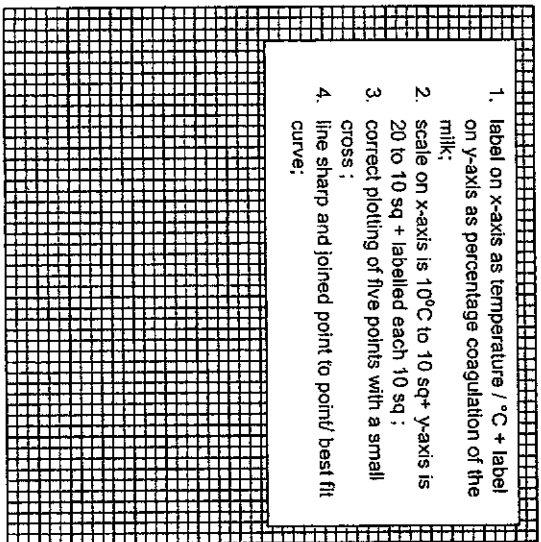 1. label on x-axis as temperature / °C + label
on y-axis as percentage coagulation of the
milk;
2. scale on x-axis is 10⁰C to 10 sq+ y-axis is
20 to 10 sq + labelled each 10 sq ;
3. correct plotting of five points with a small
cross ;
4. line sharp and joined point to point/ best fit
curve;